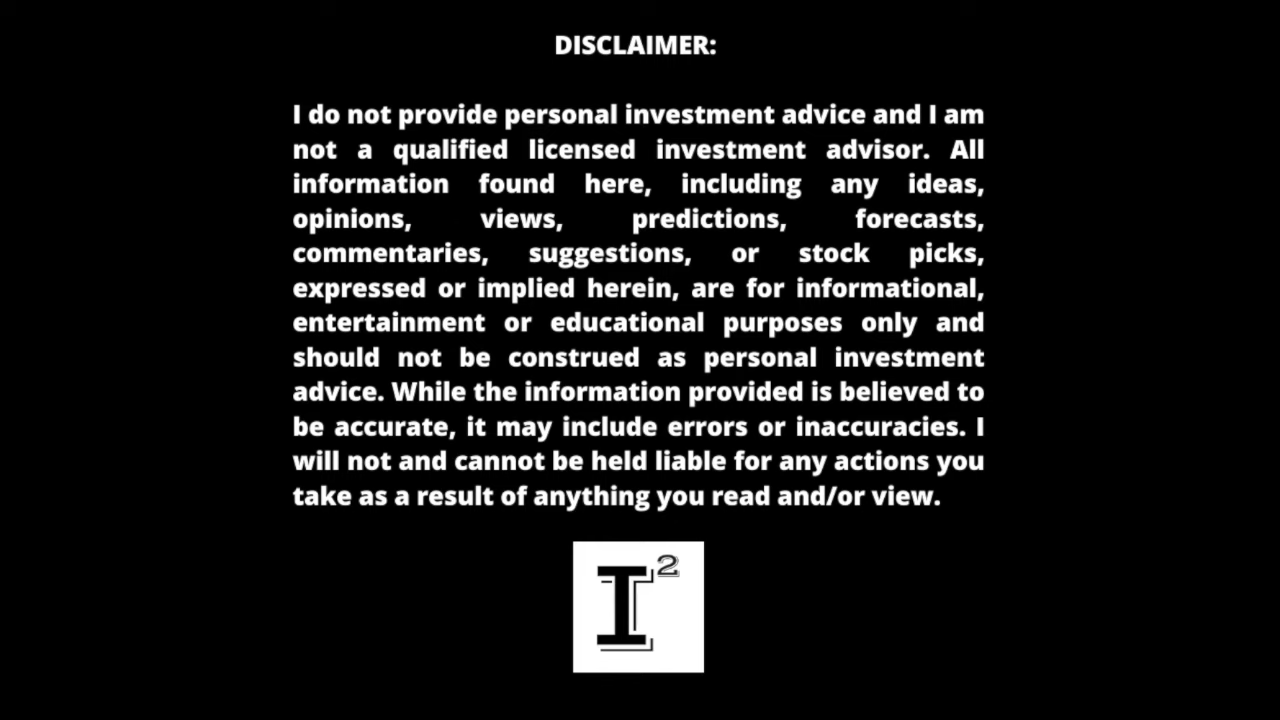 DISCLAIMER:
I do not provide personal investment advice and I am
not a qualified licensed investment advisor. All
information found here, including any ideas,
opinions, views, predictions, forecasts,
commentaries, suggestions, or stock picks,
expressed or implied herein, are for informational,
entertainment or educational purposes only and
should not be construed as personal investment
advice. While the information provided is believed to
be accurate, it may include errors or inaccuracies. I
will not and cannot be held liable for any actions you
take as a result of anything you read and/or view.
I²